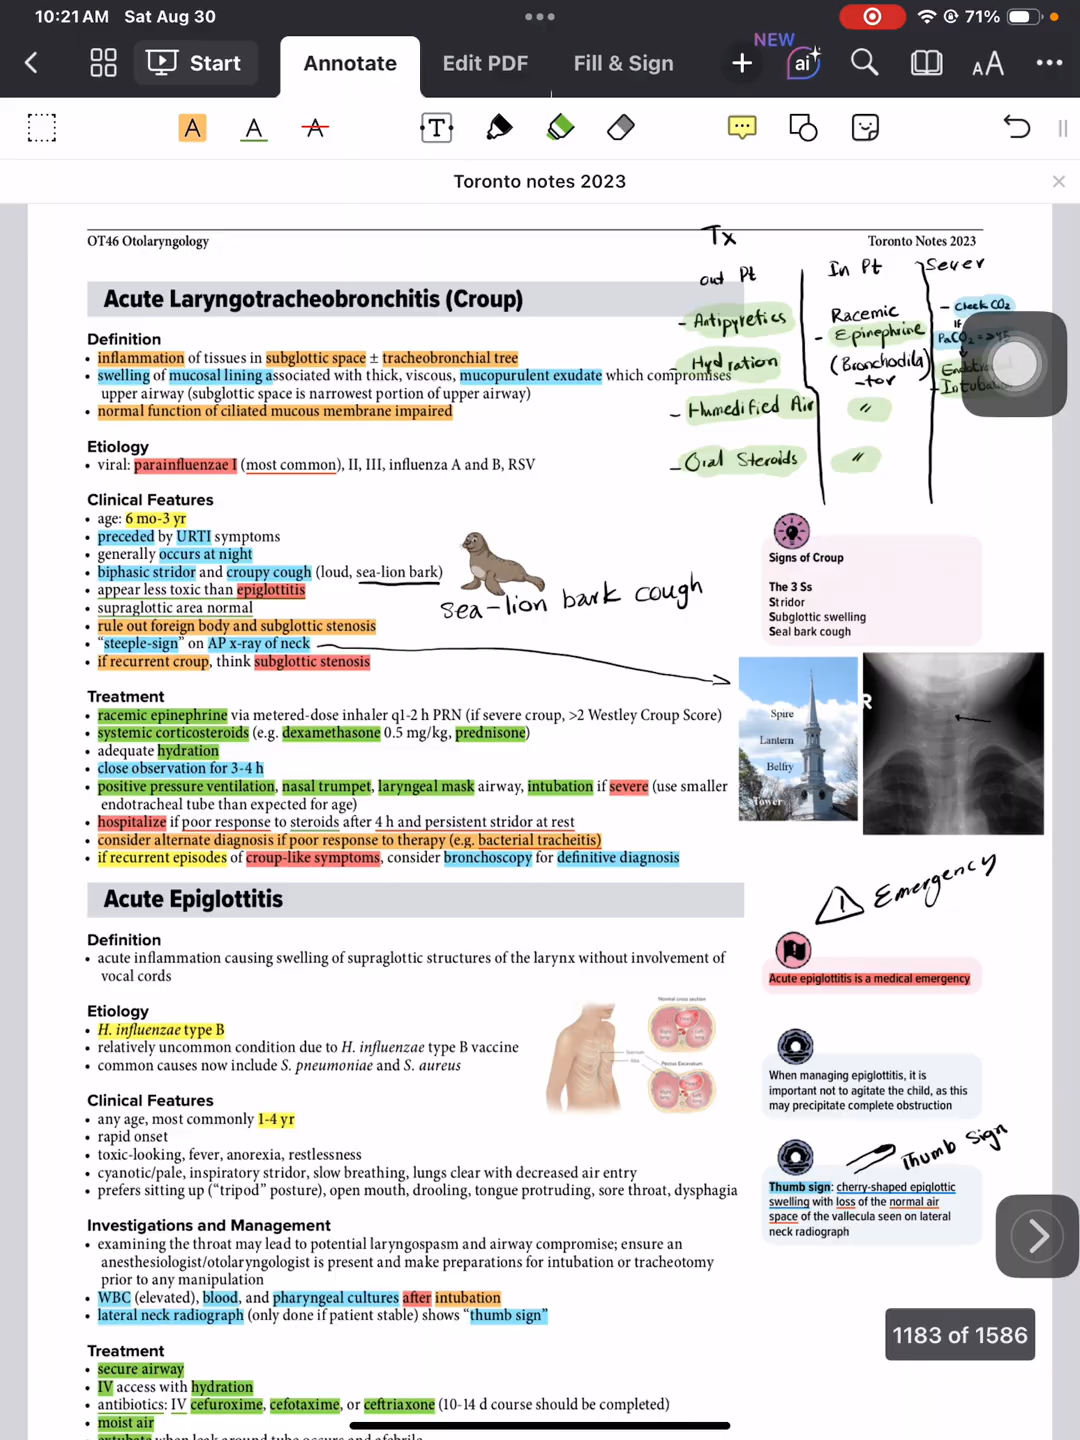 10:21 AM Sat Aug 30
71%
Start
Annotate
Edit PDF
Fill & Sign
NEW
ai
AA
A
A
A
T
Toronto notes 2023
OT46 Otolaryngology
Toronto Notes 2023
Tx
out Pt
In Pt
Sever
- Antipyretics
Hydration
- Humedified Air
- Oral Steroids
Racemic
- Epinephrine
(Bronchodila)
-tor
"
"
- Check CO2
If
Acute Laryngotracheobronchitis (Croup)
Definition
• inflammation of tissues in subglottic space ± tracheobronchial tree
• swelling of mucosal lining associated with thick, viscous, mucopurulent exudate which compromises
upper airway (subglottic space is narrowest portion of upper airway)
• normal function of ciliated mucous membrane impaired
Etiology
• viral: parainfluenzae I (most common), II, III, influenza A and B, RSV
Clinical Features
• age: 6 mo-3 yr
• preceded by URTI symptoms
• generally occurs at night
• biphasic stridor and croupy cough (loud, sea-lion bark)
• appear less toxic than epiglottitis
• supraglottic area normal
• rule out foreign body and subglottic stenosis
• "steeple-sign" on AP x-ray of neck
• if recurrent croup, think subglottic stenosis
sea-lion bark cough
Signs of Croup
The 3 Ss
Stridor
Subglottic swelling
Seal bark cough
Treatment
• racemic epinephrine via metered-dose inhaler q1-2 h PRN (if severe croup, >2 Westley Croup Score)
• systemic corticosteroids (e.g. dexamethasone 0.5 mg/kg, prednisone)
• adequate hydration
• close observation for 3-4 h
• positive pressure ventilation, nasal trumpet, laryngeal mask airway, intubation if severe (use smaller
endotracheal tube than expected for age)
• hospitalize if poor response to steroids after 4 h and persistent stridor at rest
• consider alternate diagnosis if poor response to therapy (e.g. bacterial tracheitis)
• if recurrent episodes of croup-like symptoms, consider bronchoscopy for definitive diagnosis
Spire
Lantern
Belfry
Tower
R
Acute Epiglottitis
Emergency
Definition
• acute inflammation causing swelling of supraglottic structures of the larynx without involvement of
vocal cords
Acute epiglottitis is a medical emergency
Etiology
• H. influenzae type B
• relatively uncommon condition due to H. influenzae type B vaccine
• common causes now include S. pneumoniae and S. aureus
Normal cross section
Sternum
Ribs
Pectus Excavatum
When managing epiglottitis, it is
important not to agitate the child, as this
may precipitate complete obstruction
Clinical Features
• any age, most commonly 1-4 yr
• rapid onset
• toxic-looking, fever, anorexia, restlessness
• cyanotic/pale, inspiratory stridor, slow breathing, lungs clear with decreased air entry
• prefers sitting up ("tripod" posture), open mouth, drooling, tongue protruding, sore throat, dysphagia
Thumb Sign
Thumb sign: cherry-shaped epiglottic
swelling with loss of the normal air
space of the vallecula seen on lateral
neck radiograph
Investigations and Management
• examining the throat may lead to potential laryngospasm and airway compromise; ensure an
anesthesiologist/otolaryngologist is present and make preparations for intubation or tracheotomy
prior to any manipulation
• WBC (elevated), blood, and pharyngeal cultures after intubation
• lateral neck radiograph (only done if patient stable) shows "thumb sign"
1183 of 1586
Treatment
• secure airway
• IV access with hydration
• antibiotics: IV cefuroxime, cefotaxime, or ceftriaxone (10-14 d course should be completed)
• moist air
• extubate when leak around tube occurs and afebrile